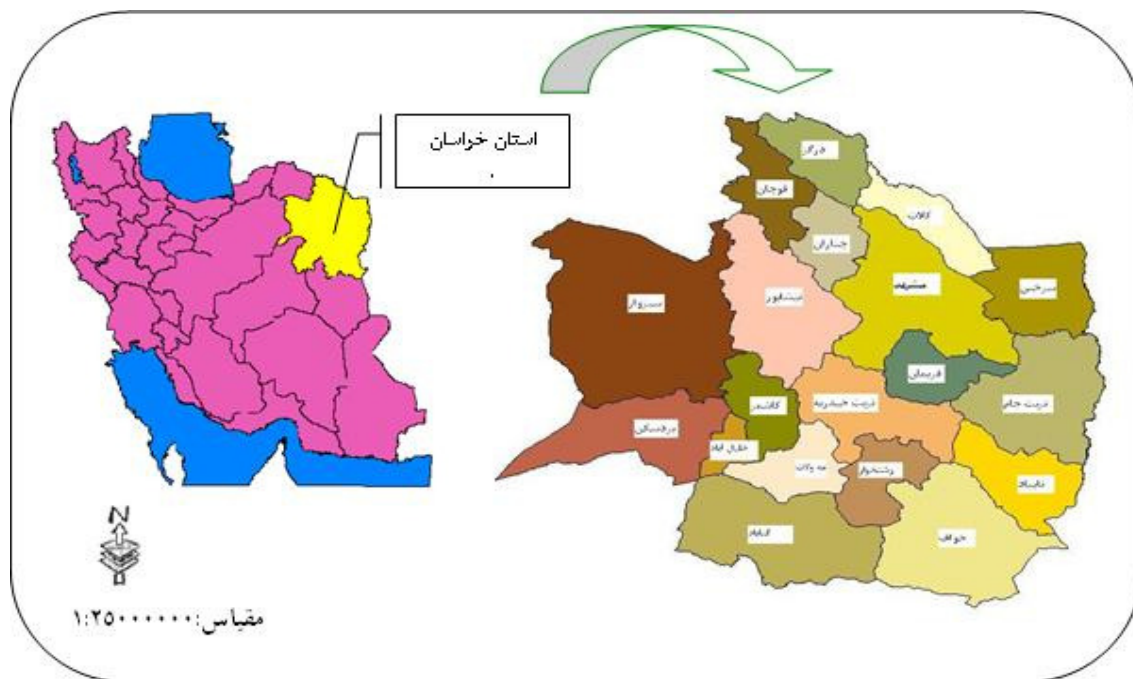 استان خراسان
.
درگز
قوچان
کلات
چناران
مشهد
سرخس
نیشابور
سبزوار
فریمان
کاشمر
تربت حیدریه
تربت جام
بردسکن
خلیل آباد
مه ولات
رشتخوار
تایباد
گناباد
خواف
N
مقیاس:۱:۲۵۰۰۰۰۰۰